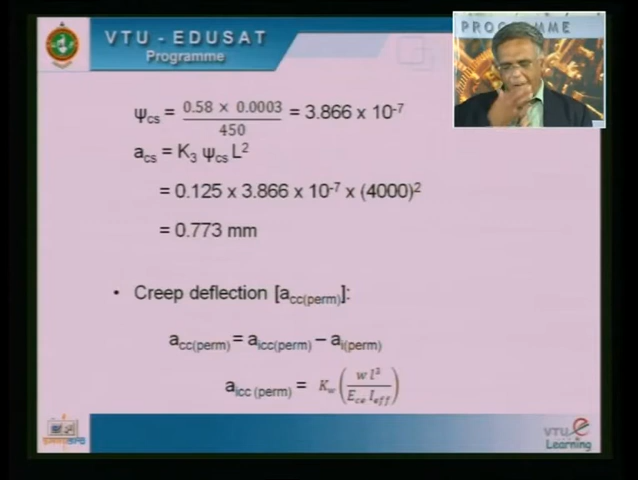 VTU - EDUSAT
Programme
PROGRAMME
ψcs = 0.58 x 0.0003 / 450 = 3.866 x 10⁻⁷
acs = K₃ ψcs L²
= 0.125 x 3.866 x 10⁻⁷ x (4000)²
= 0.773 mm
• Creep deflection [acc(perm)]:
acc(perm) = aicc(perm) – ai(perm)
aicc (perm) = Kw (w l² / Ece Ieff)
VTU e
Learning